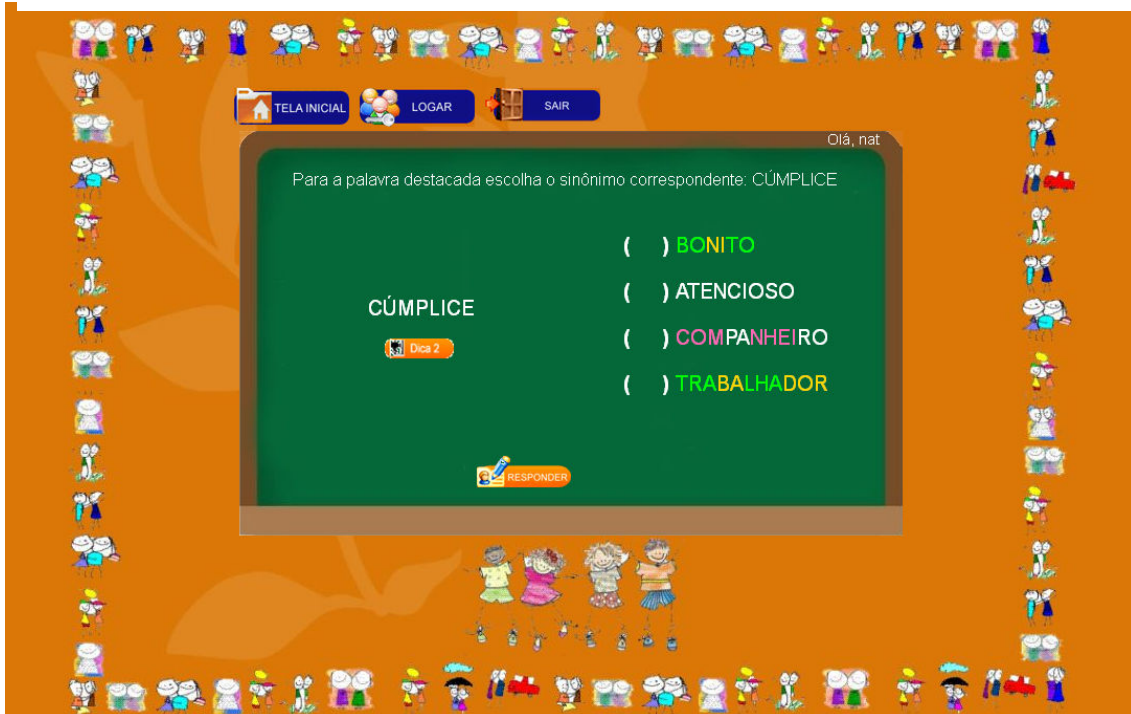 TELA INICIAL
LOGAR
SAIR
Olá, nat
Para a palavra destacada escolha o sinônimo correspondente: CÚMPLICE
( ) BONITO
( ) ATENCIOSO
CÚMPLICE
( ) COMPANHEIRO
Dica 2
( ) TRABALHADOR
RESPONDER